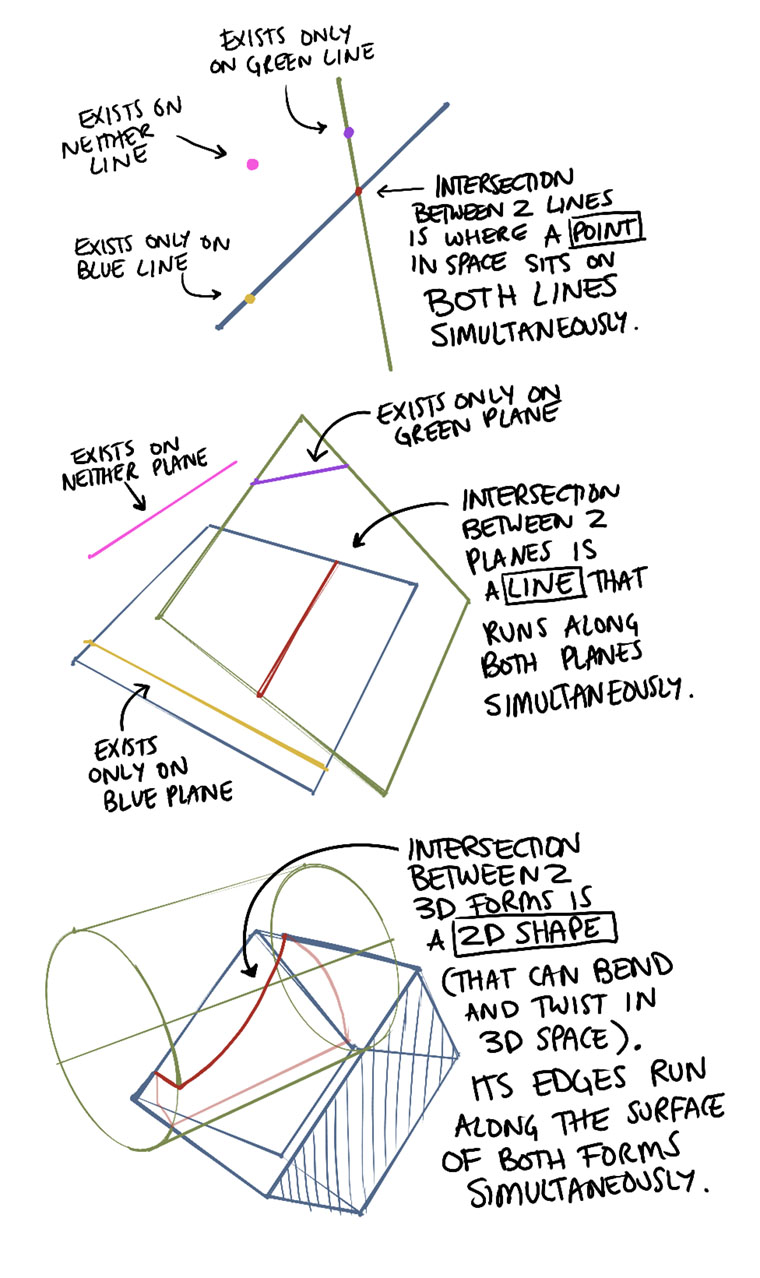 EXISTS ONLY
ON GREEN LINE
EXISTS ON
NEITHER
LINE
INTERSECTION
BETWEEN 2 LINES
IS WHERE A POINT
IN SPACE SITS ON
BOTH LINES
SIMULTANEOUSLY.
EXISTS ONLY ON
BLUE LINE
EXISTS ONLY ON
GREEN PLANE
EXISTS ON
NEITHER PLANE
INTERSECTION
BETWEEN 2
PLANES IS
A LINE THAT
RUNS ALONG
BOTH PLANES
SIMULTANEOUSLY.
EXISTS
ONLY ON
BLUE PLANE
INTERSECTION
BETWEEN 2
3D FORMS IS
A 2D SHAPE
(THAT CAN BEND
AND TWIST IN
3D SPACE).
ITS EDGES RUN
ALONG THE SURFACE
OF BOTH FORMS
SIMULTANEOUSLY.